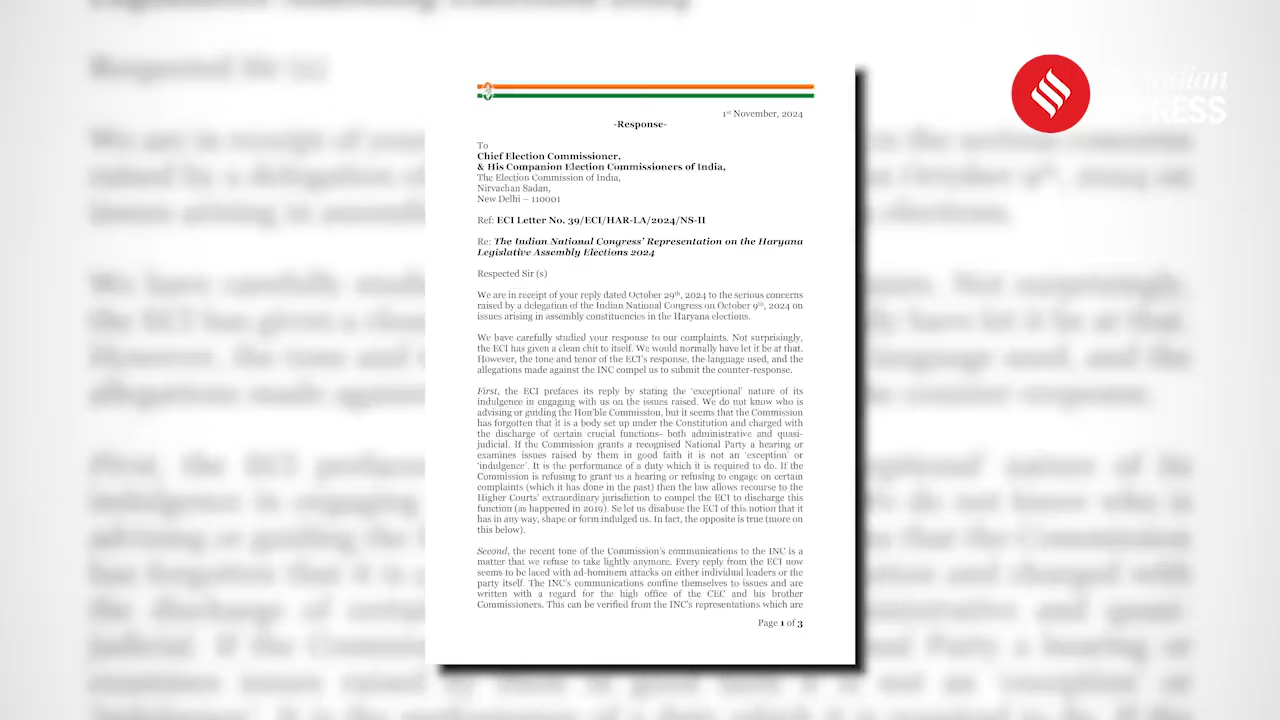 Indian
PRESS
1st November, 2024
-Response-
To
Chief Election Commissioner,
& His Companion Election Commissioners of India,
The Election Commission of India,
Nirvachan Sadan,
New Delhi – 110001
Ref: ECI Letter No. 39/ECI/HAR-LA/2024/NS-II
Re: The Indian National Congress' Representation on the Haryana
Legislative Assembly Elections 2024
Respected Sir (s)
We are in receipt of your reply dated October 29th, 2024 to the serious concerns
raised by a delegation of the Indian National Congress on October 9th, 2024 on
issues arising in assembly constituencies in the Haryana elections.
We have carefully studied your response to our complaints. Not surprisingly,
the ECI has given a clean chit to itself. We would normally have let it be at that.
However, the tone and tenor of the ECI's response, the language used, and the
allegations made against the INC compel us to submit the counter-response.
First, the ECI prefaces its reply by stating the 'exceptional' nature of its
indulgence in engaging with us on the issues raised. We do not know who is
advising or guiding the Hon'ble Commission, but it seems that the Commission
has forgotten that it is a body set up under the Constitution and charged with
the discharge of certain crucial functions- both administrative and quasi-
judicial. If the Commission grants a recognised National Party a hearing or
examines issues raised by them in good faith it is not an 'exception' or
'indulgence'. It is the performance of a duty which it is required to do. If the
Commission is refusing to grant us a hearing or refusing to engage on certain
complaints (which it has done in the past) then the law allows recourse to the
Higher Courts' extraordinary jurisdiction to compel the ECI to discharge this
function (as happened in 2019). So let us disabuse the ECI of this notion that it
has in any way, shape or form indulged us. In fact, the opposite is true (more on
this below).
Second, the recent tone of the Commission's communications to the INC is a
matter that we refuse to take lightly anymore. Every reply from the ECI now
seems to be laced with ad-hominem attacks on either individual leaders or the
party itself. The INC's communications confine themselves to issues and are
written with a regard for the high office of the CEC and his brother
Commissioners. This can be verified from the INC's representations which are
Page 1 of 3